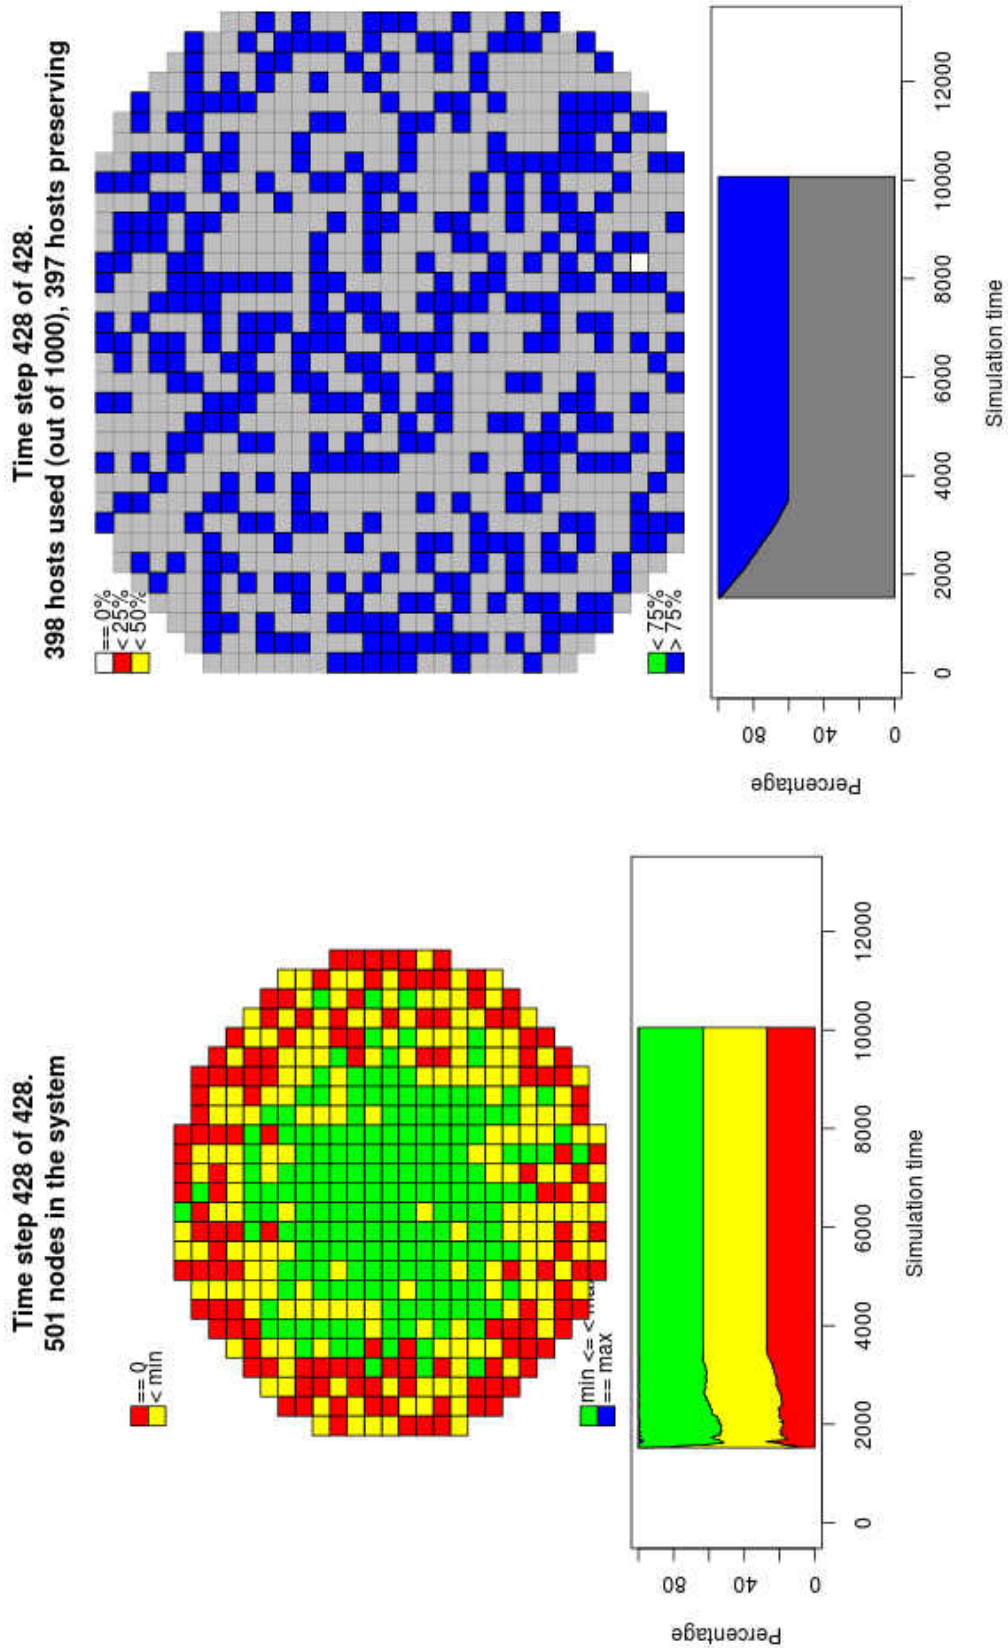 Time step 428 of 428.
501 nodes in the system
== 0
< min
min <= <
== max
Percentage
0
40
80
0
2000
4000
6000
8000
10000
12000
Simulation time
Time step 428 of 428.
398 hosts used (out of 1000), 397 hosts preserving
== 0%
< 25%
< 50%
< 75%
> 75%
Percentage
0
40
80
0
2000
4000
6000
8000
10000
12000
Simulation time